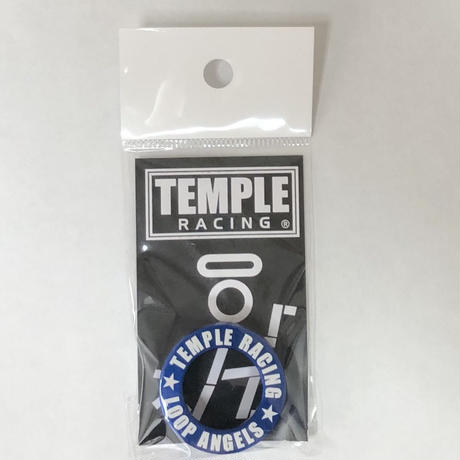 TEMPLE
RACING ®
TEMPLE RACING
★ LOOP ANGELS ★